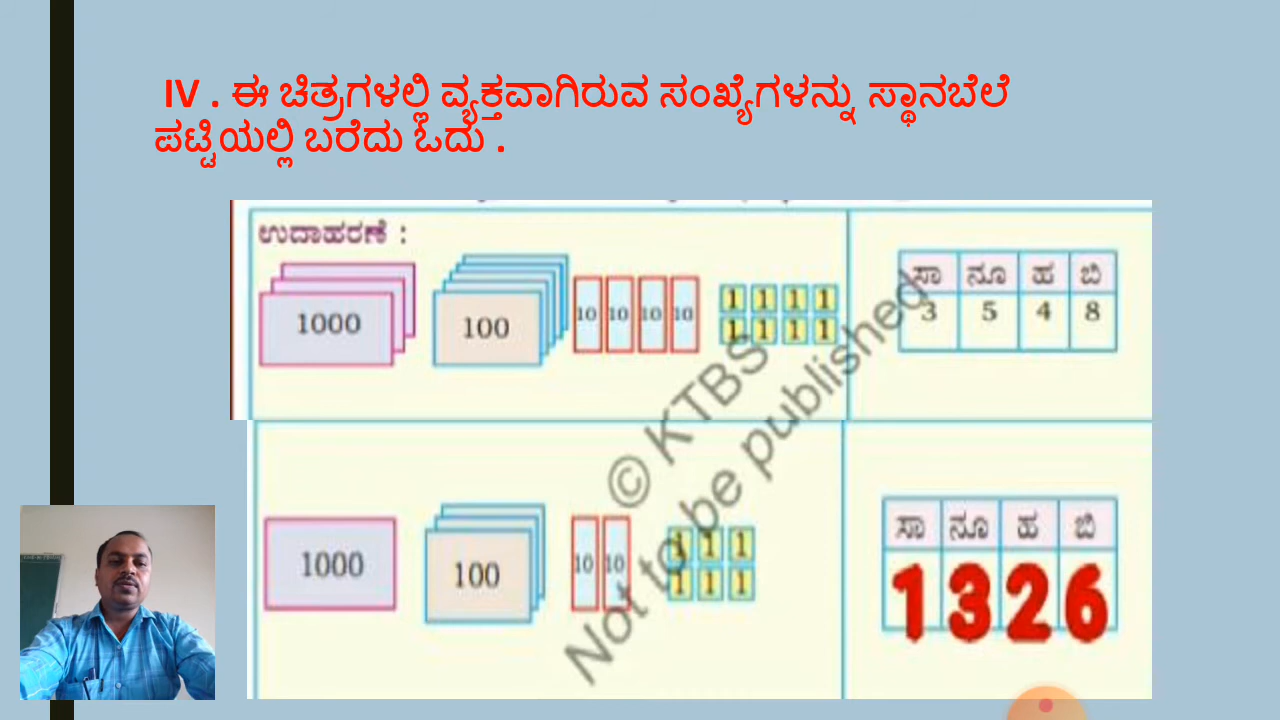 IV . ಈ ಚಿತ್ರಗಳಲ್ಲಿ ವ್ಯಕ್ತವಾಗಿರುವ ಸಂಖ್ಯೆಗಳನ್ನು ಸ್ಥಾನಬೆಲೆ
ಪಟ್ಟಿಯಲ್ಲಿ ಬರೆದು ಓದು .
ಉದಾಹರಣೆ :
1000 100 10 10 10 10 1 1 1 1
1 1 1 1
ಸಾ ನೂ ಹ ಬಿ
3 5 4 8
1000 100 10 10 1 1 1
1 1 1
ಸಾ ನೂ ಹ ಬಿ
1 3 2 6
© KTBS
Not to be published